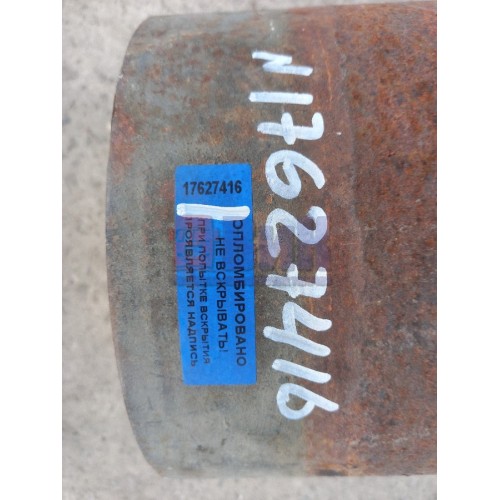 N 17627416
17627416
ОПЛОМБИРОВАНО
НЕ ВСКРЫВАТЬ!
ПРИ ПОПЫТКЕ ВСКРЫТИЯ
ПРОЯВЛЯЕТСЯ НАДПИСЬ